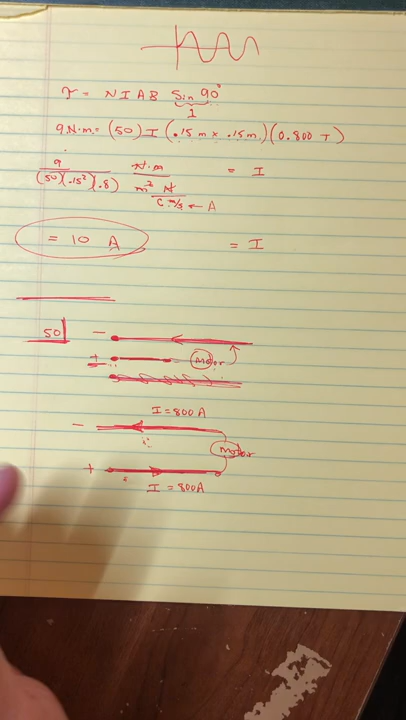 τ = N I A B Sin 90°
1
9 N·m = (50) I (.15 m × .15 m)(0.800 T)
9 / (50)(.15²)(.8) N·m / m² N / C m/s ← A = I
= 10 A = I
50
−
+ motor
I = 800 A
−
motor
+
I = 800 A